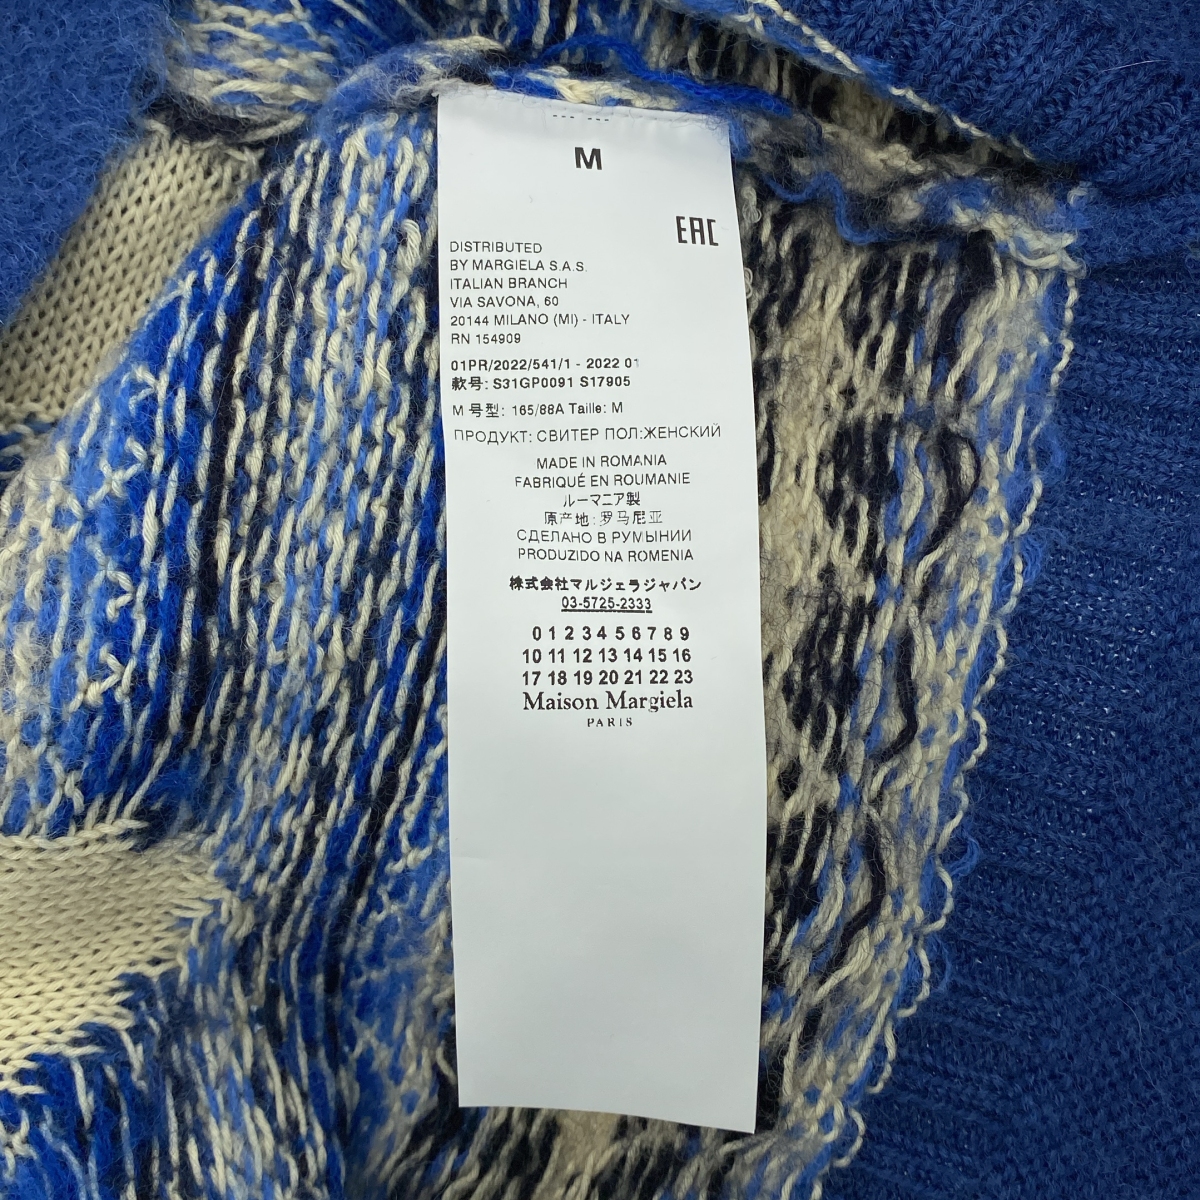 M
EAC
DISTRIBUTED
BY MARGIELA S.A.S.
ITALIAN BRANCH
VIA SAVONA, 60
20144 MILANO (MI) - ITALY
RN 154909
01PR/2022/541/1 - 2022 01
款号: S31GP0091 S17905
M 号型: 165/88A Taille: M
ПРОДУКТ: СВИТЕР ПОЛ:ЖЕНСКИЙ
MADE IN ROMANIA
FABRIQUÉ EN ROUMANIE
ルーマニア製
原产地: 罗马尼亚
СДЕЛАНО В РУМЫНИИ
PRODUZIDO NA ROMENIA
株式会社マルジェラジャパン
03-5725-2333
0 1 2 3 4 5 6 7 8 9
10 11 12 13 14 15 16
17 18 19 20 21 22 23
Maison Margiela
PARIS